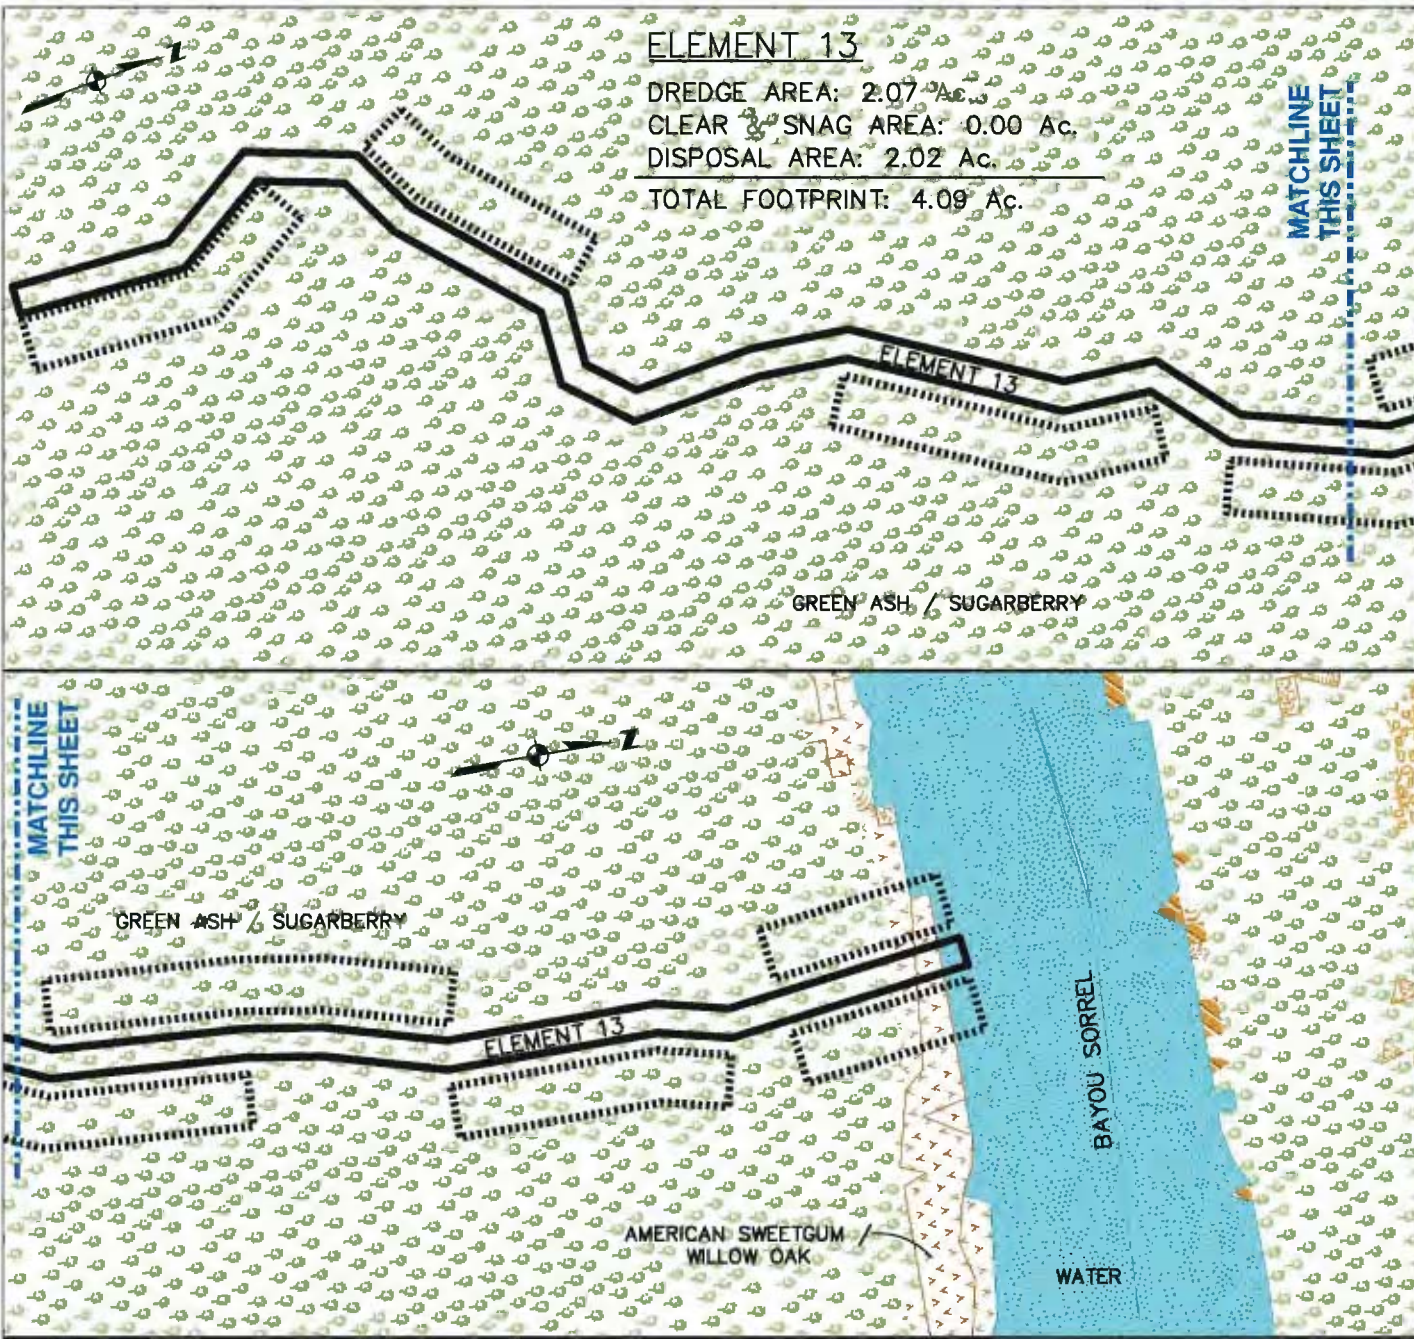 ELEMENT 13
DREDGE AREA: 2.07 Ac.
CLEAR & SNAG AREA: 0.00 Ac.
DISPOSAL AREA: 2.02 Ac.
TOTAL FOOTPRINT: 4.09 Ac.
Z
MATCHLINE
THIS SHEET
ELEMENT 13
GREEN ASH / SUGARBERRY
MATCHLINE
THIS SHEET
Z
GREEN ASH / SUGARBERRY
ELEMENT 13
BAYOU SORREL
AMERICAN SWEETGUM
WILLOW OAK
WATER